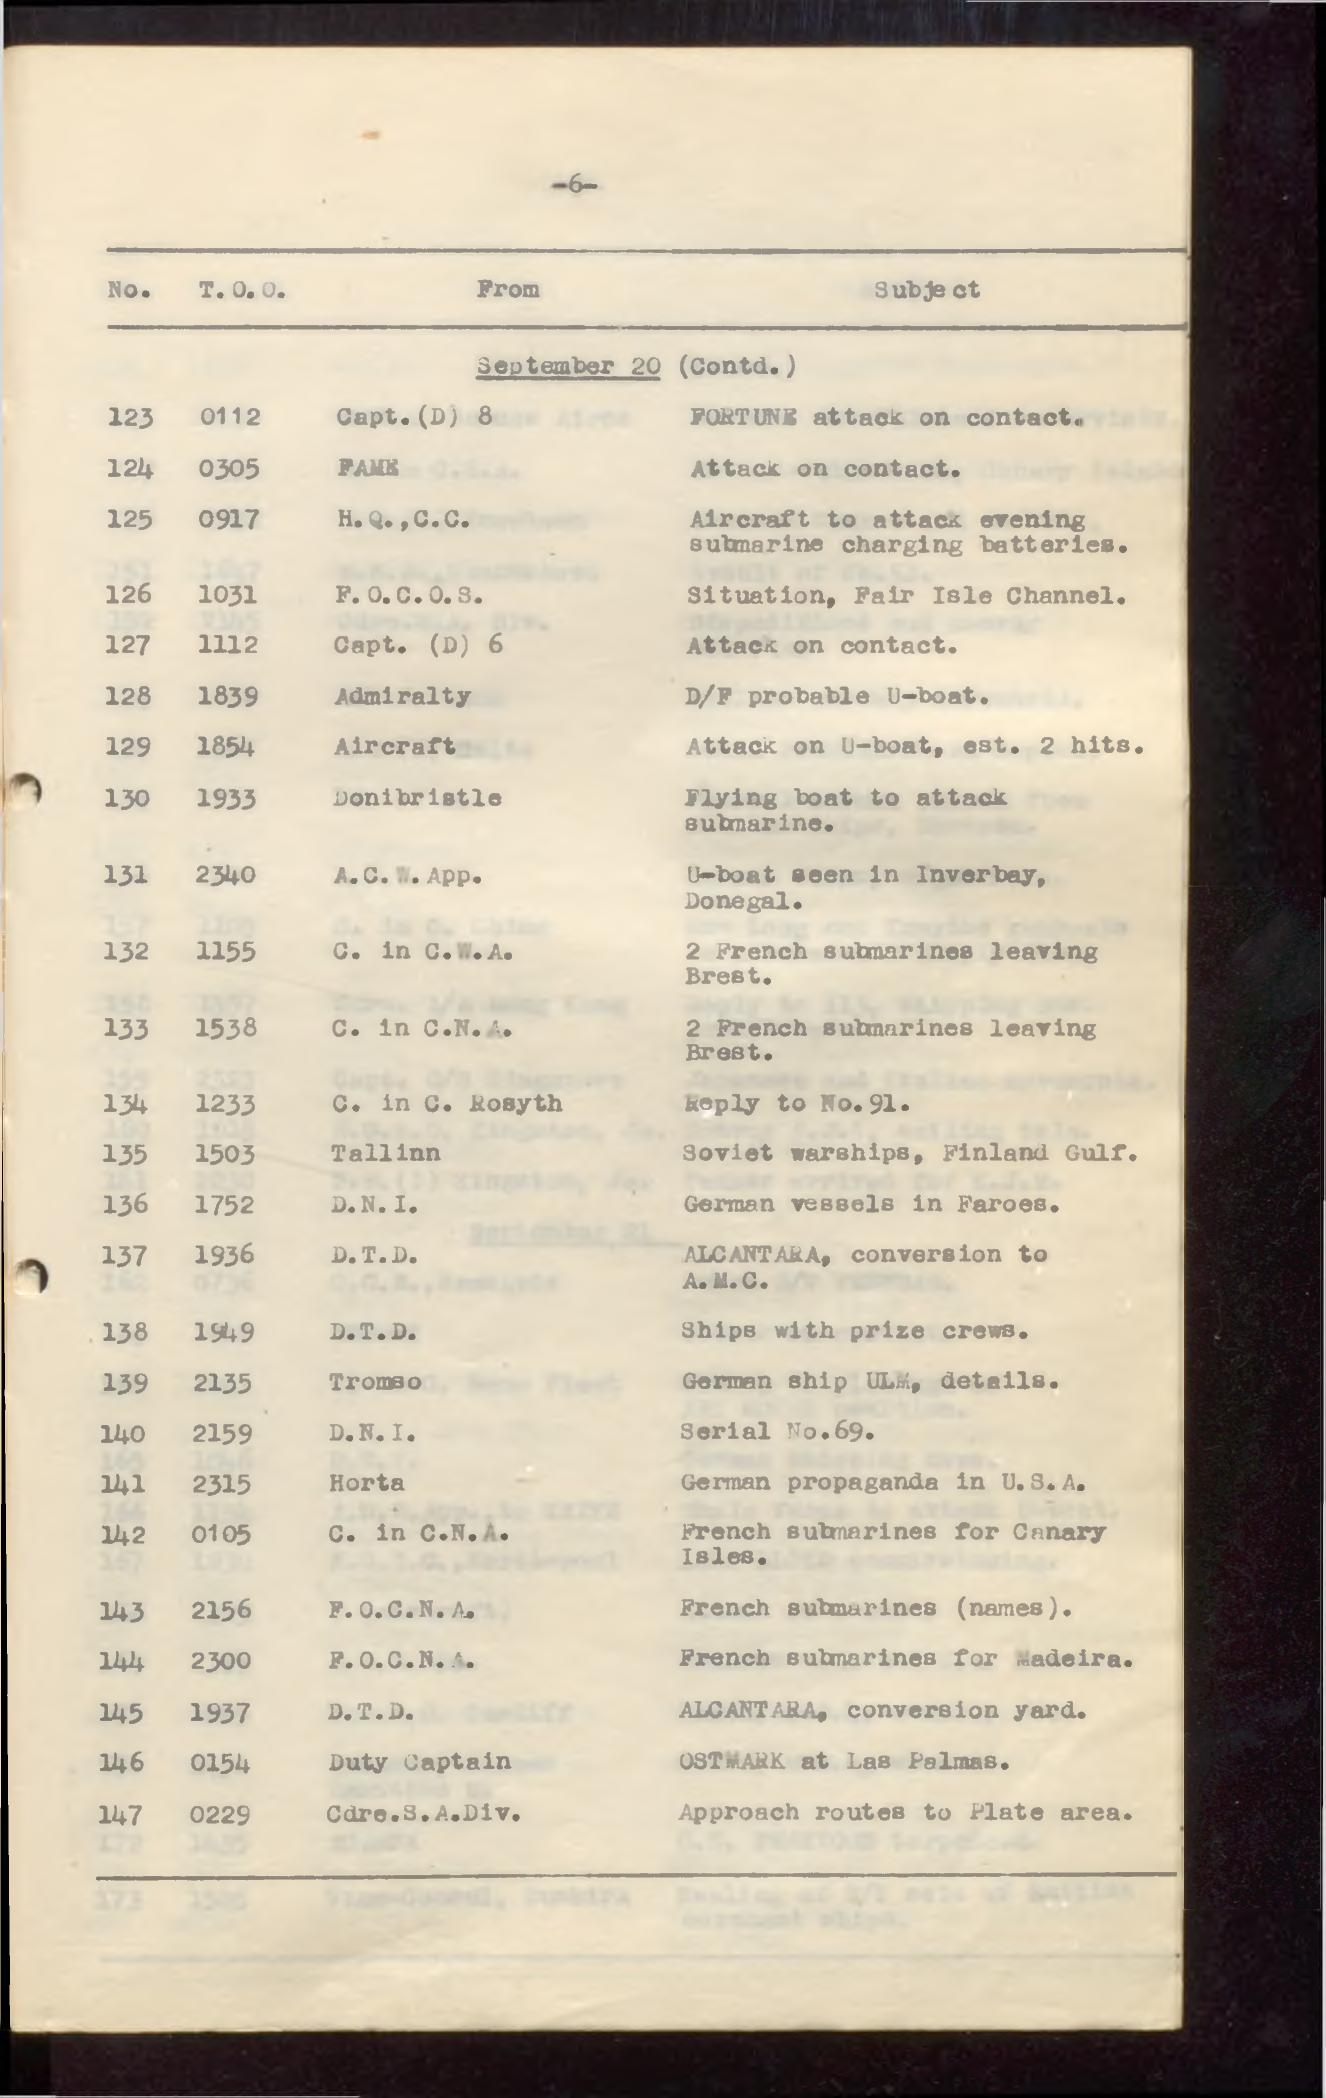 -6-
No. T.O.O. From Subject
September 20 (Contd.)
123 0112 Capt.(D) 8 FORTUNE attack on contact.
124 0305 FAME Attack on contact.
125 0917 H.Q.,C.C. Aircraft to attack evening
submarine charging batteries.
126 1031 F.O.C.O.S. Situation, Fair Isle Channel.
127 1112 Capt. (D) 6 Attack on contact.
128 1839 Admiralty D/F probable U-boat.
129 1854 Aircraft Attack on U-boat, est. 2 hits.
130 1933 Donibristle Flying boat to attack
submarine.
131 2340 A.C.W.App. U-boat seen in Inverbay,
Donegal.
132 1155 C. in C.W.A. 2 French submarines leaving
Brest.
133 1538 C. in C.N.A. 2 French submarines leaving
Brest.
134 1233 C. in C. Rosyth Reply to No.91.
135 1503 Tallinn Soviet warships, Finland Gulf.
136 1752 D.N.I. German vessels in Faroes.
137 1936 D.T.D. ALCANTARA, conversion to
A.M.C.
138 1949 D.T.D. Ships with prize crews.
139 2135 Tromso German ship ULM, details.
140 2159 D.N.I. Serial No.69.
141 2315 Horta German propaganda in U.S.A.
142 0105 C. in C.N.A. French submarines for Canary
Isles.
143 2156 F.O.C.N.A. French submarines (names).
144 2300 F.O.C.N.A. French submarines for Madeira.
145 1937 D.T.D. ALCANTARA, conversion yard.
146 0154 Duty Captain OSTMARK at Las Palmas.
147 0229 Cdre.S.A.Div. Approach routes to Plate area.